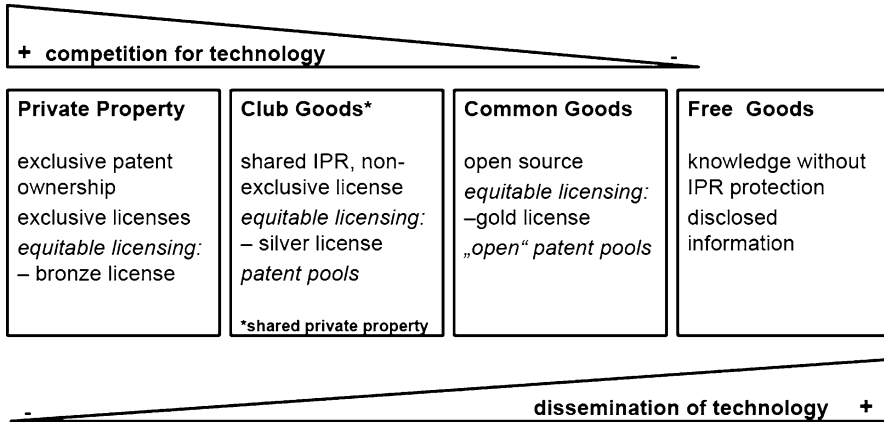 + competition for technology -
Private Property
exclusive patent
ownership
exclusive licenses
equitable licensing:
– bronze license
Club Goods*
shared IPR, non-
exclusive license
equitable licensing:
– silver license
patent pools
*shared private property
Common Goods
open source
equitable licensing:
–gold license
„open“ patent pools
Free Goods
knowledge without
IPR protection
disclosed
information
- dissemination of technology +